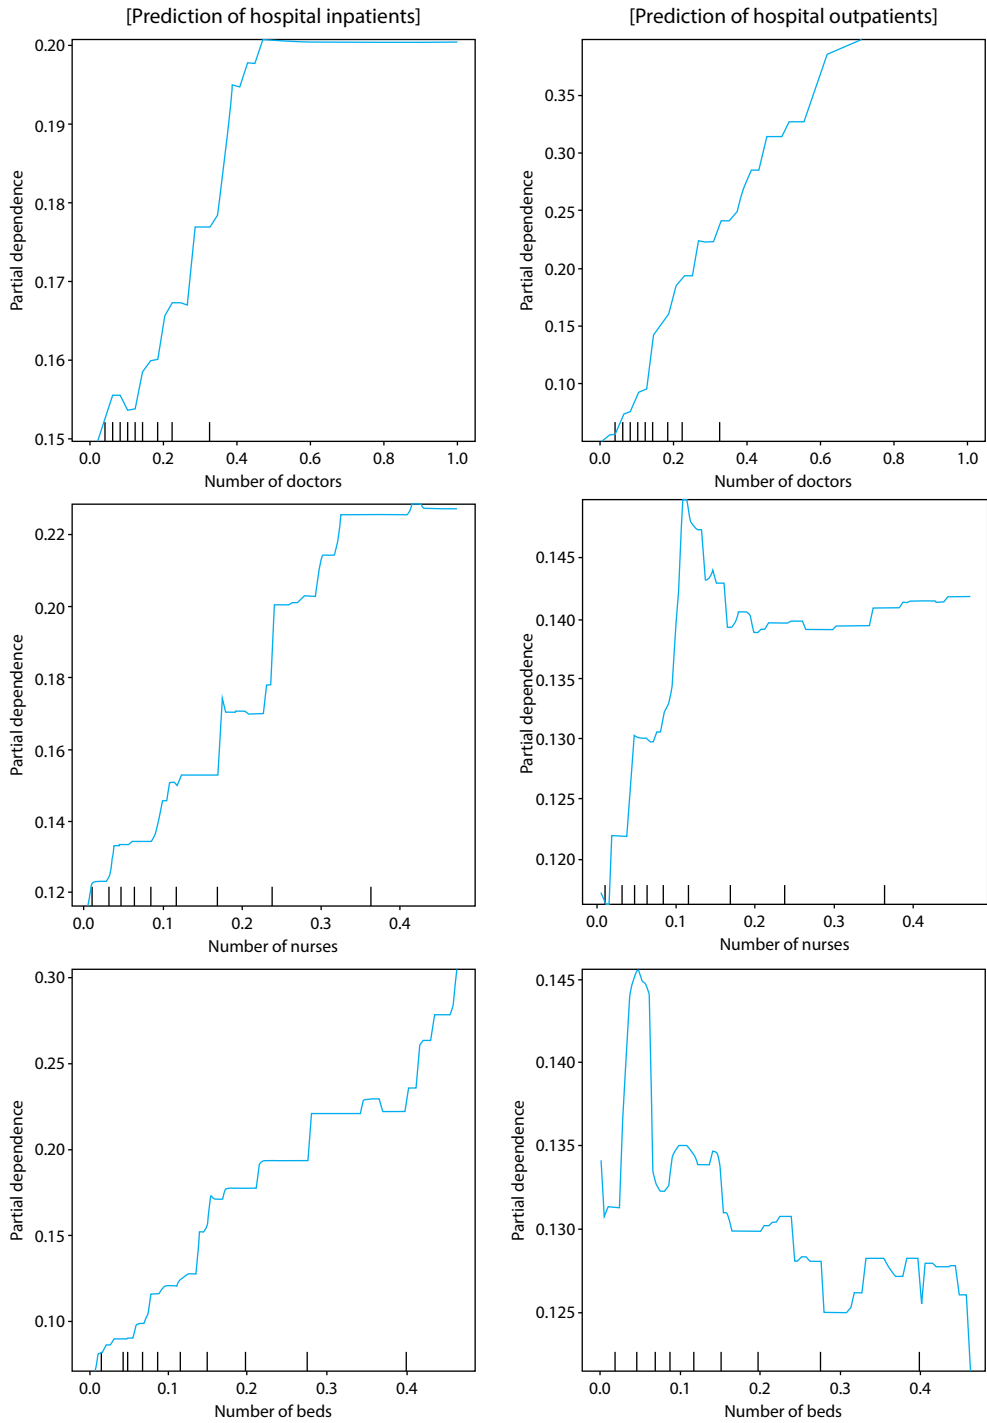 [Prediction of hospital inpatients]
[Prediction of hospital outpatients]
Partial dependence
0.20
0.19
0.18
0.17
0.16
0.15
0.0 0.2 0.4 0.6 0.8 1.0
Number of doctors
Partial dependence
0.35
0.30
0.25
0.20
0.15
0.10
0.0 0.2 0.4 0.6 0.8 1.0
Number of doctors
Partial dependence
0.22
0.20
0.18
0.16
0.14
0.12
0.0 0.1 0.2 0.3 0.4
Number of nurses
Partial dependence
0.145
0.140
0.135
0.130
0.125
0.120
0.0 0.1 0.2 0.3 0.4
Number of nurses
Partial dependence
0.30
0.25
0.20
0.15
0.10
0.0 0.1 0.2 0.3 0.4
Number of beds
Partial dependence
0.145
0.140
0.135
0.130
0.125
0.0 0.1 0.2 0.3 0.4
Number of beds